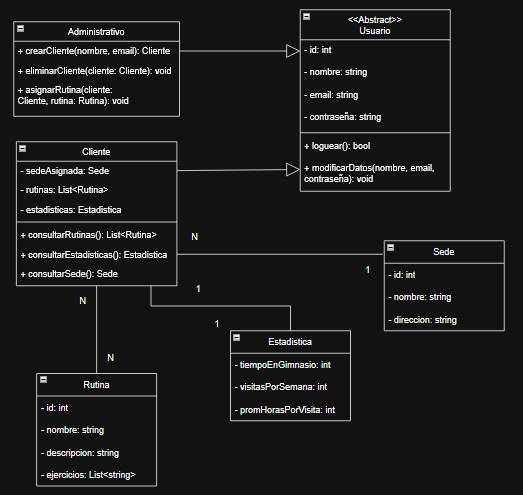 Administrativo
+ crearCliente(nombre, email): Cliente
+ eliminarCliente(cliente: Cliente): void
+ asignarRutina(cliente:
Cliente, rutina: Rutina): void
<<Abstract>>
Usuario
- id: int
- nombre: string
- email: string
- contraseña: string
+ loguear(): bool
+ modificarDatos(nombre, email,
contraseña): void
Cliente
- sedeAsignada: Sede
- rutinas: List<Rutina>
- estadisticas: Estadistica
+ consultarRutinas(): List<Rutina>
+ consultarEstadisticas(): Estadistica
+ consultarSede(): Sede
N
1
Sede
- id: int
- nombre: string
- direccion: string
1
1
Estadistica
- tiempoEnGimnasio: int
- visitasPorSemana: int
- promHorasPorVisita: int
N
N
Rutina
- id: int
- nombre: string
- descripcion: string
- ejercicios: List<string>